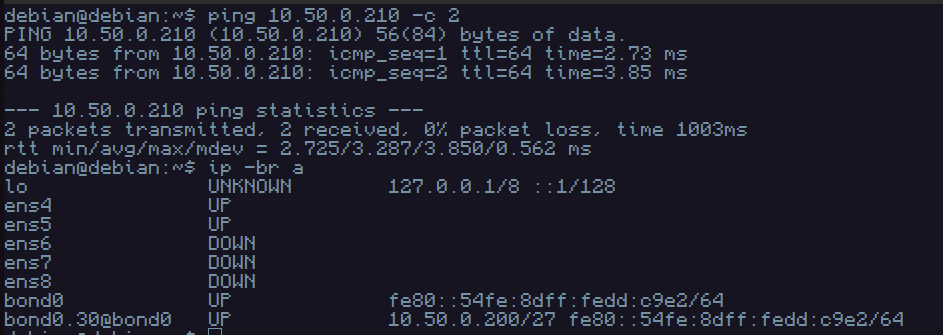 debian@debian:~$ ping 10.50.0.210 -c 2
PING 10.50.0.210 (10.50.0.210) 56(84) bytes of data.
64 bytes from 10.50.0.210: icmp_seq=1 ttl=64 time=2.73 ms
64 bytes from 10.50.0.210: icmp_seq=2 ttl=64 time=3.85 ms
--- 10.50.0.210 ping statistics ---
2 packets transmitted, 2 received, 0% packet loss, time 1003ms
rtt min/avg/max/mdev = 2.725/3.287/3.850/0.562 ms
debian@debian:~$ ip -br a
lo UNKNOWN 127.0.0.1/8 ::1/128
ens4 UP
ens5 UP
ens6 DOWN
ens7 DOWN
ens8 DOWN
bond0 UP fe80::54fe:8dff:fedd:c9e2/64
bond0.30@bond0 UP 10.50.0.200/27 fe80::54fe:8dff:fedd:c9e2/64
debian@debian:~$